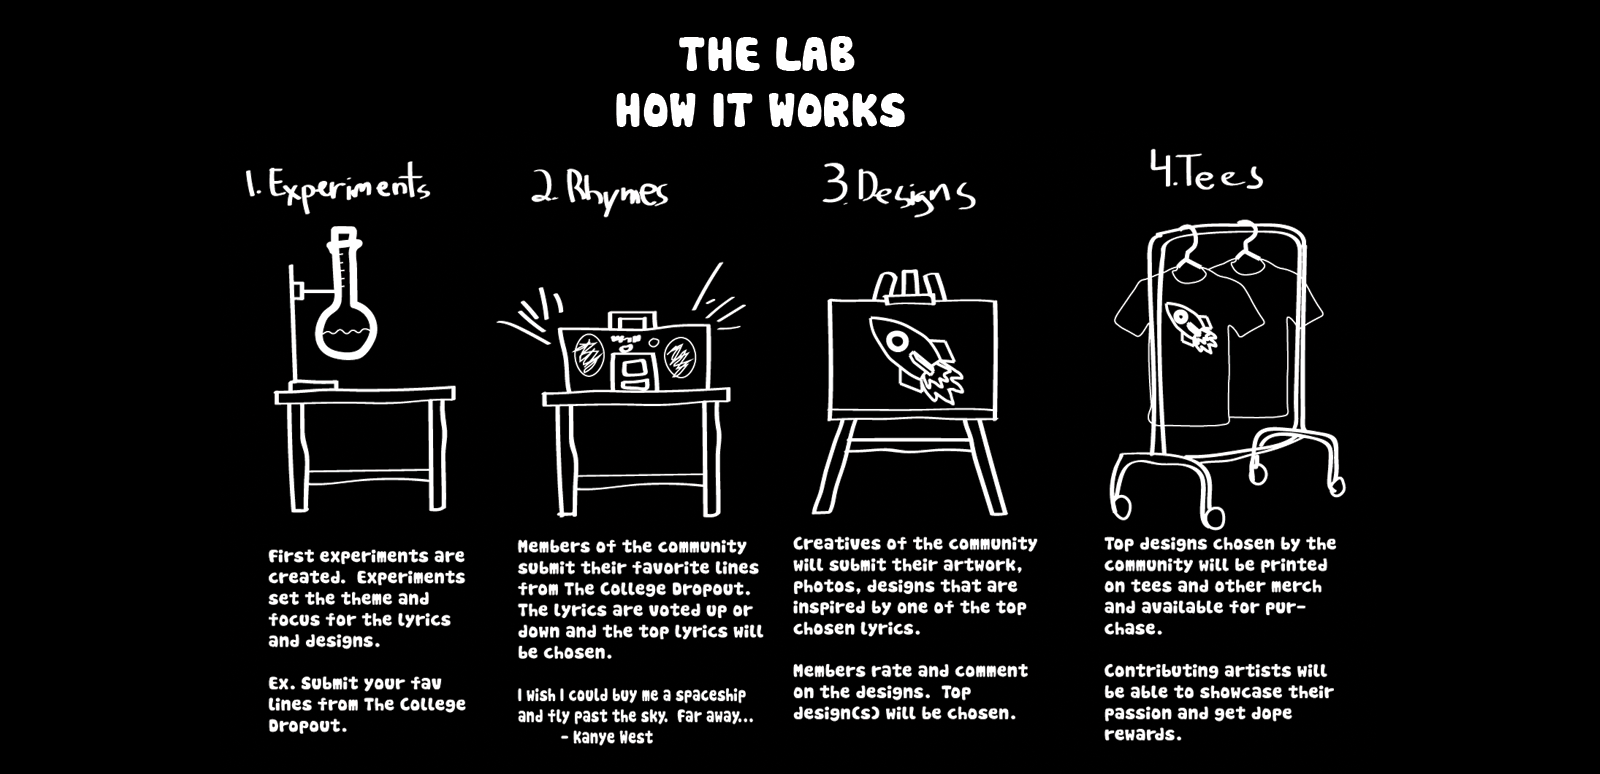 THE LAB
HOW IT WORKS
1. Experiments
First experiments are
created. Experiments
set the theme and
focus for the lyrics
and designs.
Ex. Submit your fav
lines from The College
Dropout.
2. Rhymes
Members of the community
submit their favorite lines
from The College Dropout.
The lyrics are voted up or
down and the top lyrics will
be chosen.
I wish I could buy me a spaceship
and fly past the sky. Far away...
- Kanye West
3. Designs
Creatives of the community
will submit their artwork,
photos, designs that are
inspired by one of the top
chosen lyrics.
Members rate and comment
on the designs. Top
design(s) will be chosen.
4. Tees
Top designs chosen by the
community will be printed
on tees and other merch
and available for pur-
chase.
Contributing artists will
be able to showcase their
passion and get dope
rewards.